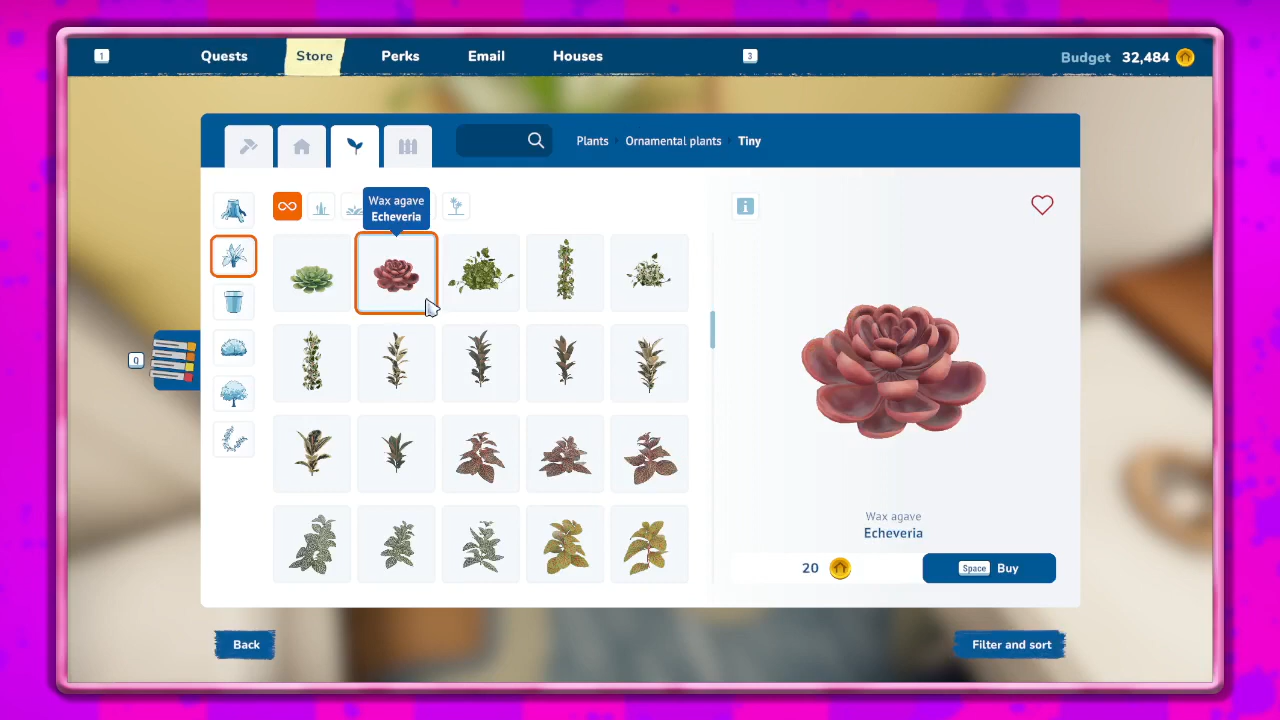 1
Quests
Store
Perks
Email
Houses
3
Budget 32,484
Plants
Ornamental plants
Tiny
Wax agave
Echeveria
Q
Wax agave
Echeveria
20
Space Buy
Back
Filter and sort